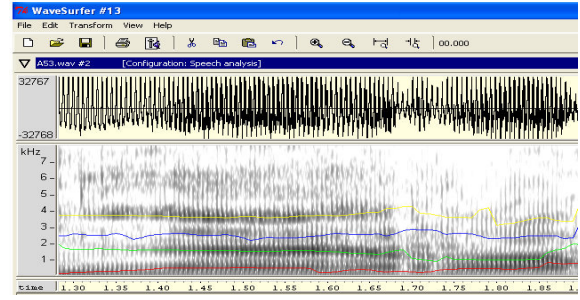 WaveSurfer #13
File Edit Transform View Help
00.000
A53.wav #2 [Configuration: Speech analysis]
32767
-32768
kHz
7
6
5
4
3
2
1
time 1.30 1.35 1.40 1.45 1.50 1.55 1.60 1.65 1.70 1.75 1.80 1.85